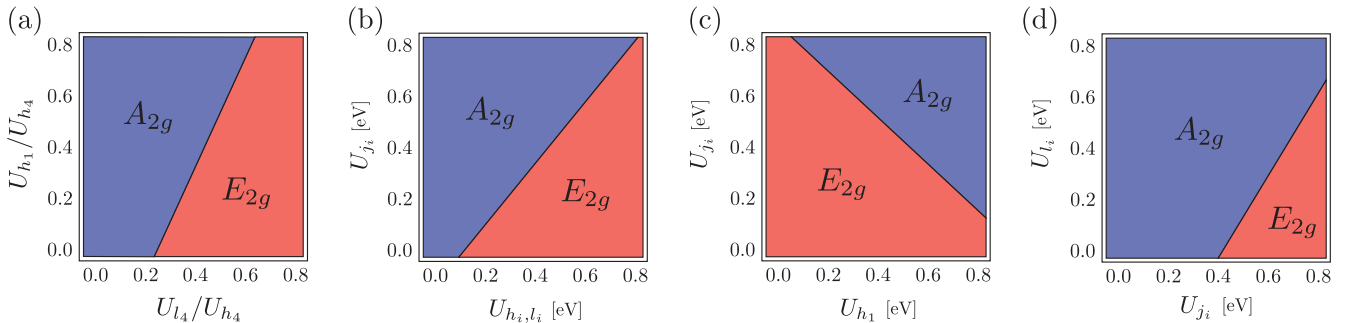 (a)
0.8
0.6
0.4
0.2
0.0
U_{h_1}/U_{h_4}
A_{2g}
E_{2g}
0.0 0.2 0.4 0.6 0.8
U_{l_4}/U_{h_4}
(b)
0.8
0.6
0.4
0.2
0.0
U_{j_i} [eV]
A_{2g}
E_{2g}
0.0 0.2 0.4 0.6 0.8
U_{h_i,l_i} [eV]
(c)
0.8
0.6
0.4
0.2
0.0
U_{j_i} [eV]
A_{2g}
E_{2g}
0.0 0.2 0.4 0.6 0.8
U_{h_1} [eV]
(d)
0.8
0.6
0.4
0.2
0.0
U_{l_i} [eV]
A_{2g}
E_{2g}
0.0 0.2 0.4 0.6 0.8
U_{j_i} [eV]